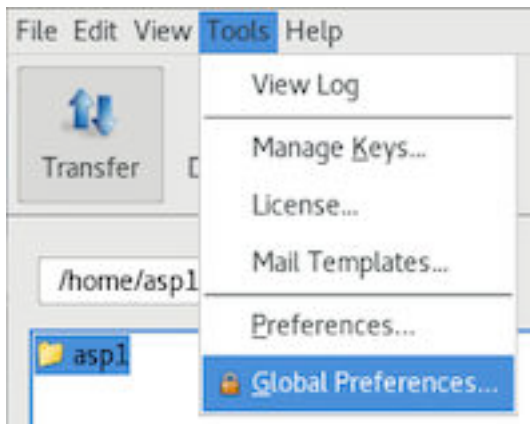 File Edit View Tools Help
View Log
Transfer
Manage Keys...
License...
Mail Templates...
/home/asp1
Preferences...
asp1
Global Preferences...